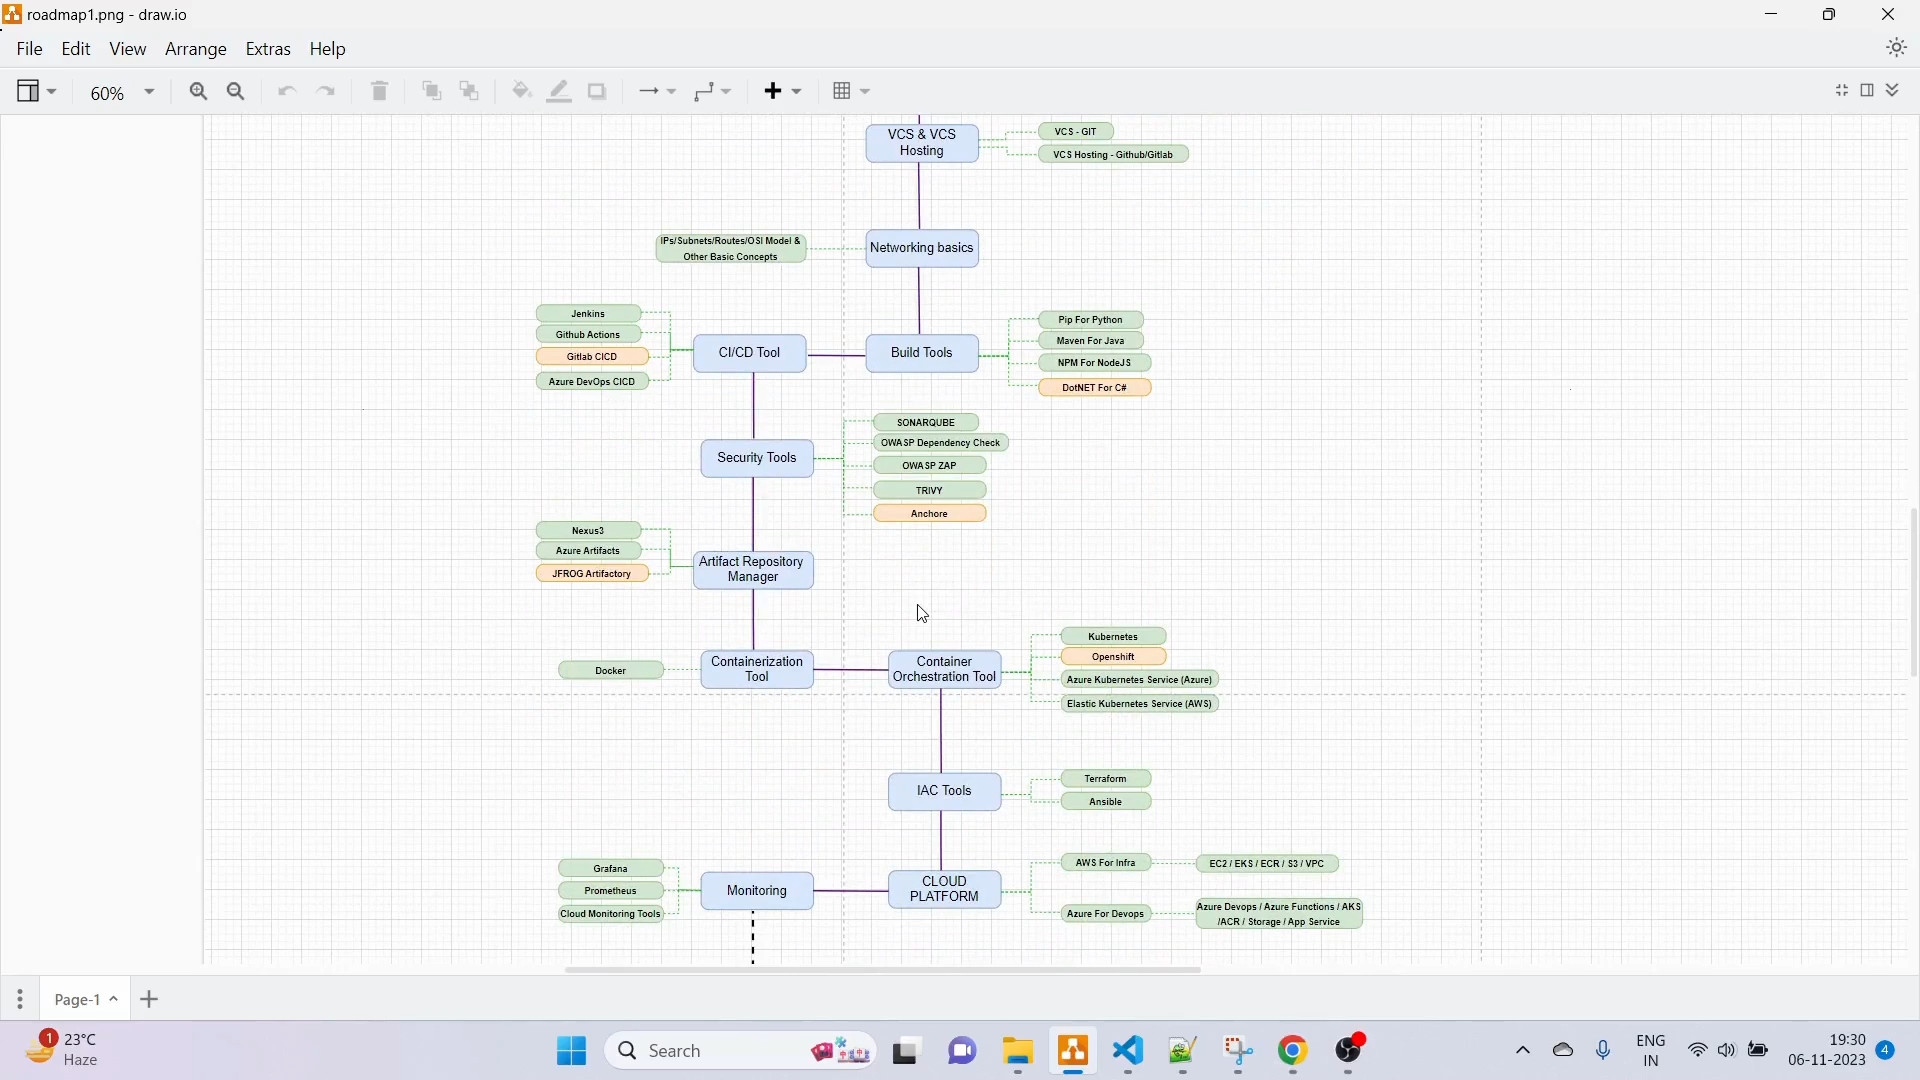 roadmap1.png - draw.io
File Edit View Arrange Extras Help
60%
VCS & VCS
Hosting
VCS - GIT
VCS Hosting - Github/Gitlab
IPs/Subnets/Routes/OSI Model &
Other Basic Concepts
Networking basics
Jenkins
Github Actions
Gitlab CICD
Azure DevOps CICD
CI/CD Tool
Build Tools
Pip For Python
Maven For Java
NPM For NodeJS
DotNET For C#
Security Tools
SONARQUBE
OWASP Dependency Check
OWASP ZAP
TRIVY
Anchore
Nexus3
Azure Artifacts
JFROG Artifactory
Artifact Repository
Manager
Docker
Containerization
Tool
Container
Orchestration Tool
Kubernetes
Openshift
Azure Kubernetes Service (Azure)
Elastic Kubernetes Service (AWS)
IAC Tools
Terraform
Ansible
Grafana
Prometheus
Cloud Monitoring Tools
Monitoring
CLOUD
PLATFORM
AWS For Infra
EC2 / EKS / ECR / S3 / VPC
Azure For Devops
Azure Devops / Azure Functions / AKS
/ACR / Storage / App Service
Page-1
1
23°C
Haze
Search
ENG
IN
19:30
06-11-2023
4